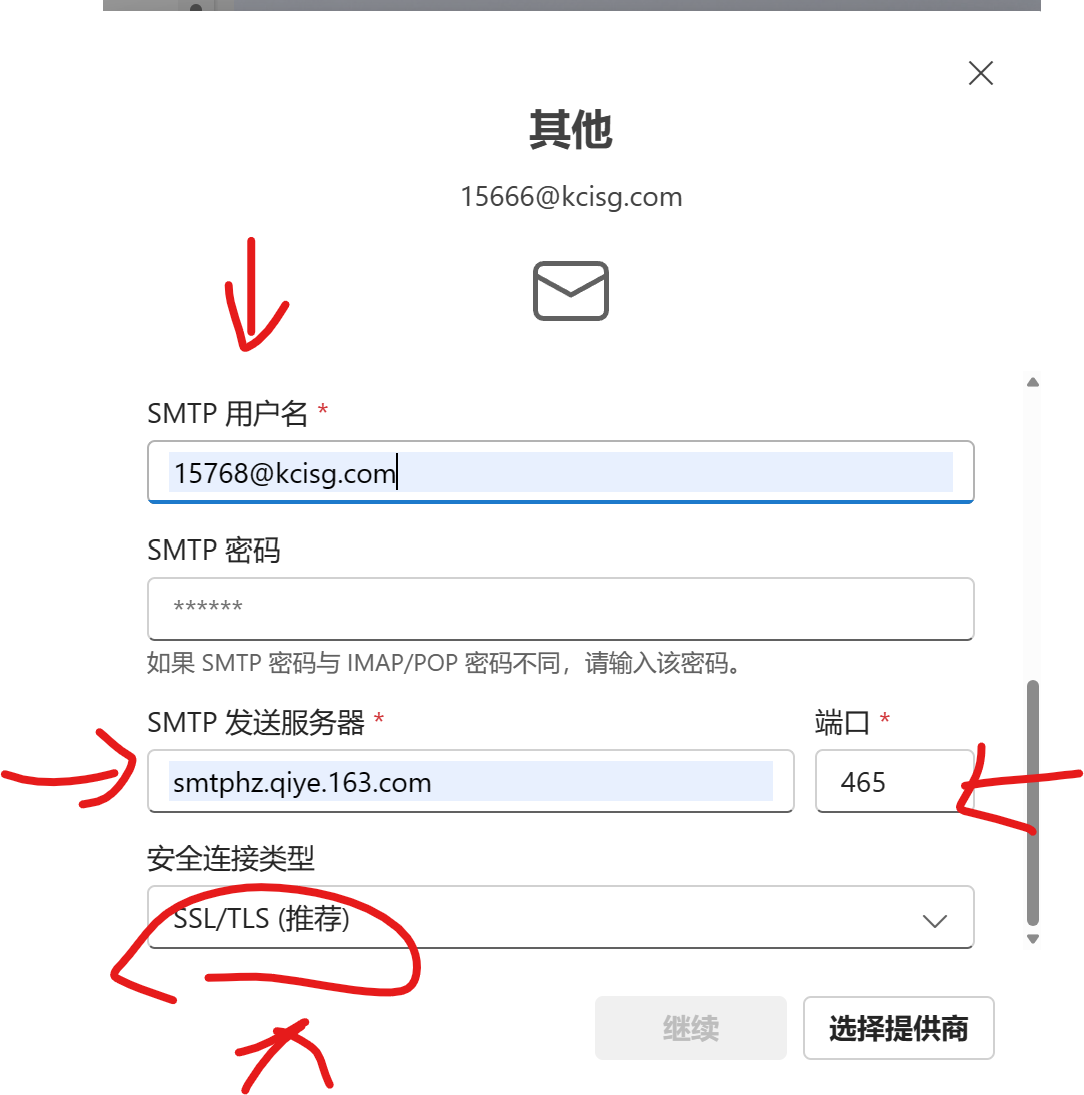 其他
15666@kcisg.com
SMTP 用户名 *
15768@kcisg.com
SMTP 密码
******
如果 SMTP 密码与 IMAP/POP 密码不同，请输入该密码。
SMTP 发送服务器 * 端口 *
smtphz.qiye.163.com 465
安全连接类型
SSL/TLS (推荐)
继续 选择提供商